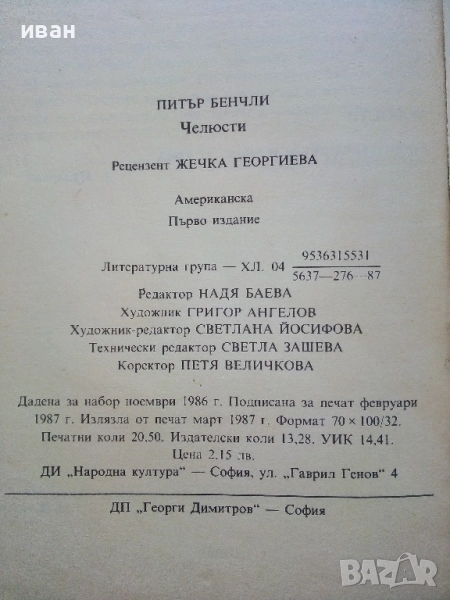 иван
ПИТЪР БЕНЧЛИ
Челюсти
Рецензент ЖЕЧКА ГЕОРГИЕВА
Американска
Първо издание
Литературна група — ХЛ. 04 9536315531
5637—276—87
Редактор НАДЯ БАЕВА
Художник ГРИГОР АНГЕЛОВ
Художник-редактор СВЕТЛАНА ЙОСИФОВА
Технически редактор СВЕТЛА ЗАШЕВА
Коректор ПЕТЯ ВЕЛИЧКОВА
Дадена за набор ноември 1986 г. Подписана за печат февруари
1987 г. Излязла от печат март 1987 г. Формат 70 × 100/32.
Печатни коли 20,50. Издателски коли 13,28. УИК 14,41.
Цена 2,15 лв.
ДИ „Народна култура“ — София, ул. „Гаврил Генов“ 4
ДП „Георги Димитров“ — София
BAZAR